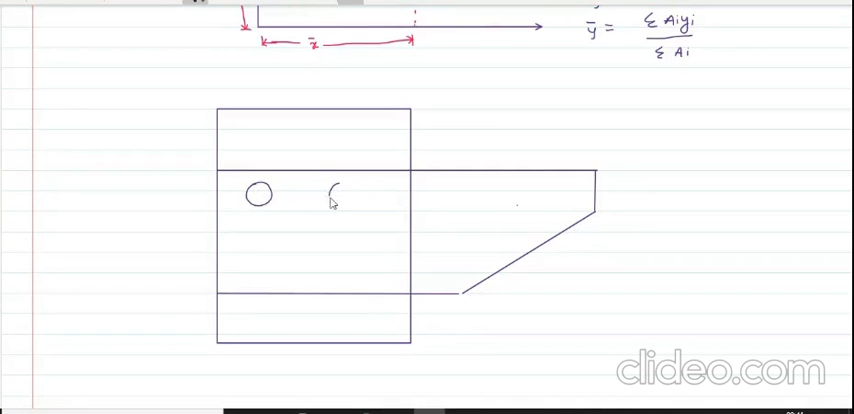 ȳ = Σ Aiyi / Σ Ai
x̄
clideo.com